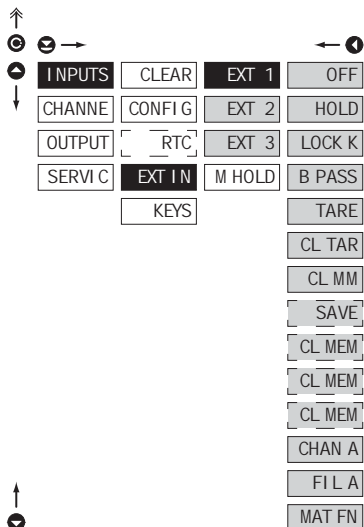 INPUTS CLEAR EXT 1 OFF
CHANNE CONFIG EXT 2 HOLD
OUTPUT RTC EXT 3 LOCK K
SERVIC EXT IN M HOLD B PASS
KEYS TARE
CL TAR
CL MM
SAVE
CL MEM
CL MEM
CL MEM
CHAN A
FIL A
MAT FN